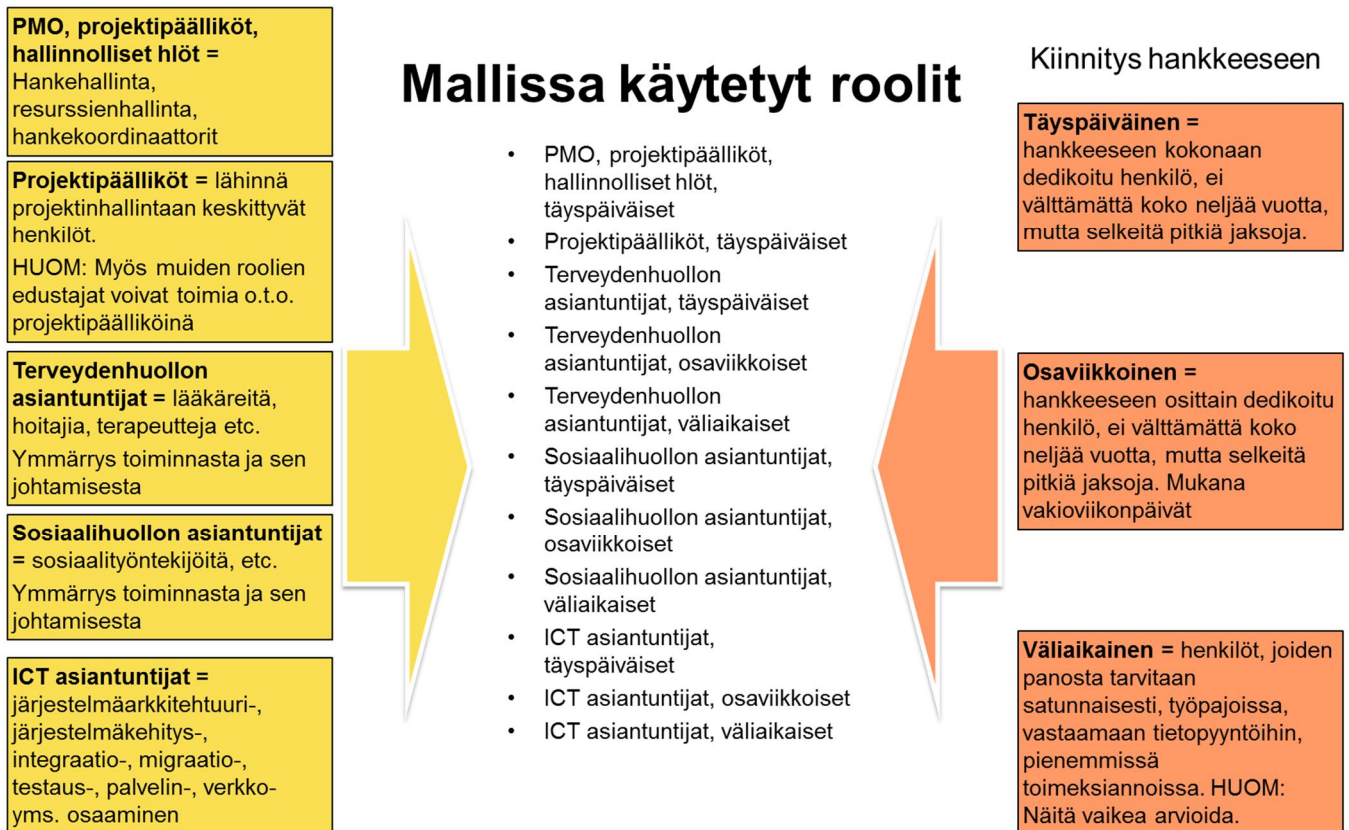 PMO, projektipäälliköt,
hallinnolliset hlöt =
Hankehallinta,
resurssienhallinta,
hankekoordinaattorit
Projektipäälliköt = lähinnä
projektinhallintaan keskittyvät
henkilöt.
HUOM: Myös muiden roolien
edustajat voivat toimia o.t.o.
projektipäälliköinä
Terveydenhuollon
asiantuntijat = lääkäreitä,
hoitajia, terapeutteja etc.
Ymmärrys toiminnasta ja sen
johtamisesta
Sosiaalihuollon asiantuntijat
= sosiaalityöntekijöitä, etc.
Ymmärrys toiminnasta ja sen
johtamisesta
ICT asiantuntijat =
järjestelmäarkkitehtuuri-,
järjestelmäkehitys-,
integraatio-, migraatio-,
testaus-, palvelin-, verkko-
yms. osaaminen
Mallissa käytetyt roolit
• PMO, projektipäälliköt,
hallinnolliset hlöt,
täyspäiväiset
• Projektipäälliköt, täyspäiväiset
• Terveydenhuollon
asiantuntijat, täyspäiväiset
• Terveydenhuollon
asiantuntijat, osaviikkoiset
• Terveydenhuollon
asiantuntijat, väliaikaiset
• Sosiaalihuollon asiantuntijat,
täyspäiväiset
• Sosiaalihuollon asiantuntijat,
osaviikkoiset
• Sosiaalihuollon asiantuntijat,
väliaikaiset
• ICT asiantuntijat,
täyspäiväiset
• ICT asiantuntijat, osaviikkoiset
• ICT asiantuntijat, väliaikaiset
Kiinnitys hankkeeseen
Täyspäiväinen =
hankkeeseen kokonaan
dedikoitu henkilö, ei
välttämättä koko neljää vuotta,
mutta selkeitä pitkiä jaksoja.
Osaviikkoinen =
hankkeeseen osittain dedikoitu
henkilö, ei välttämättä koko
neljää vuotta, mutta selkeitä
pitkiä jaksoja. Mukana
vakioviikonpäivät
Väliaikainen = henkilöt, joiden
panosta tarvitaan
satunnaisesti, työpajoissa,
vastaamaan tietopyyntöihin,
pienemmissä
toimeksiannoissa. HUOM:
Näitä vaikea arvioida.